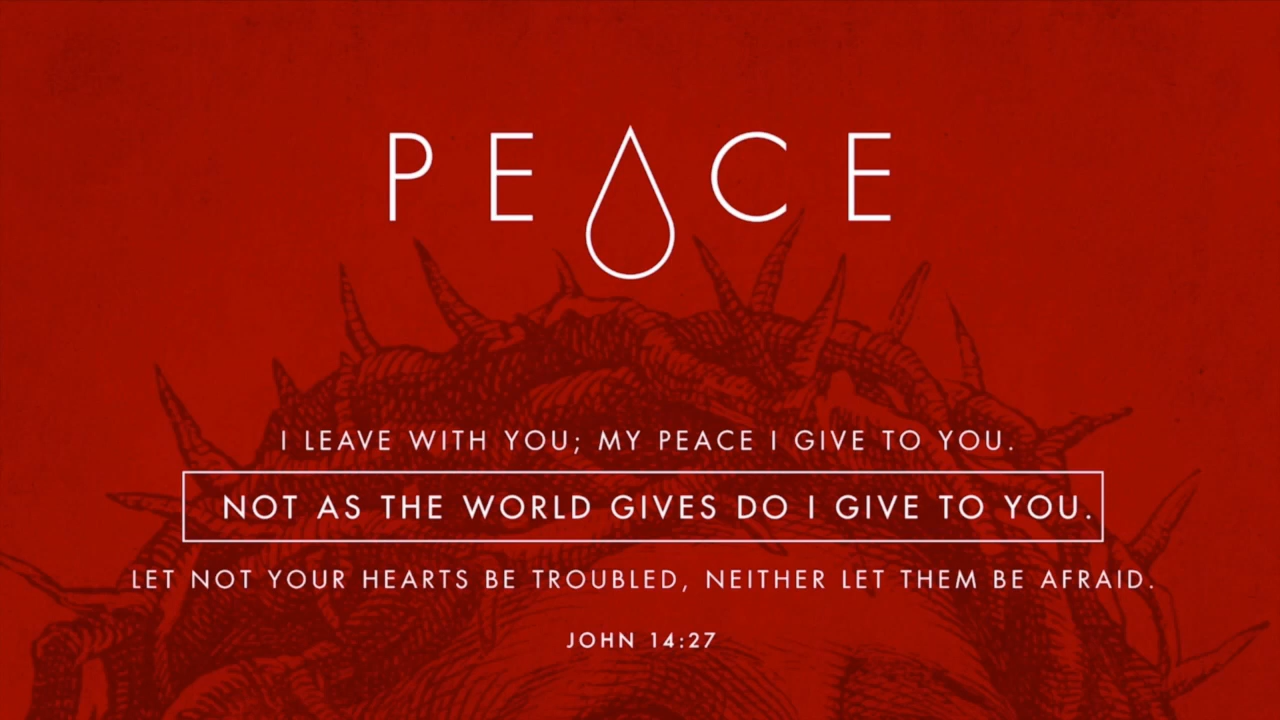 PEACE
I LEAVE WITH YOU; MY PEACE I GIVE TO YOU.
NOT AS THE WORLD GIVES DO I GIVE TO YOU.
LET NOT YOUR HEARTS BE TROUBLED, NEITHER LET THEM BE AFRAID.
JOHN 14:27